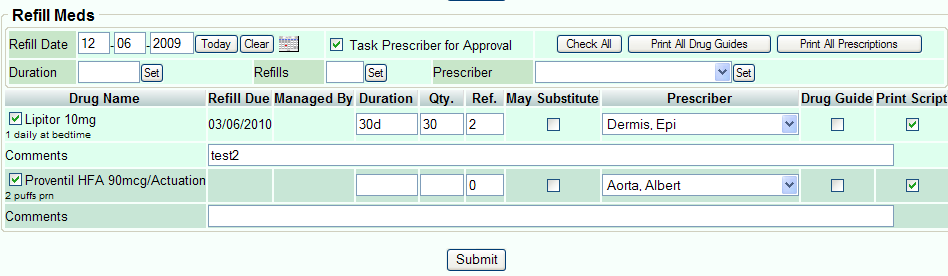 Refill Meds
Refill Date 12 - 06 - 2009 Today Clear Task Prescriber for Approval Check All Print All Drug Guides Print All Prescriptions
Duration Set Refills Set Prescriber Set
Drug Name Refill Due Managed By Duration Qty. Ref. May Substitute Prescriber Drug Guide Print Script
Lipitor 10mg 03/06/2010 30d 30 2 Dermis, Epi
1 daily at bedtime
Comments test2
Proventil HFA 90mcg/Actuation 0 Aorta, Albert
2 puffs prn
Comments
Submit